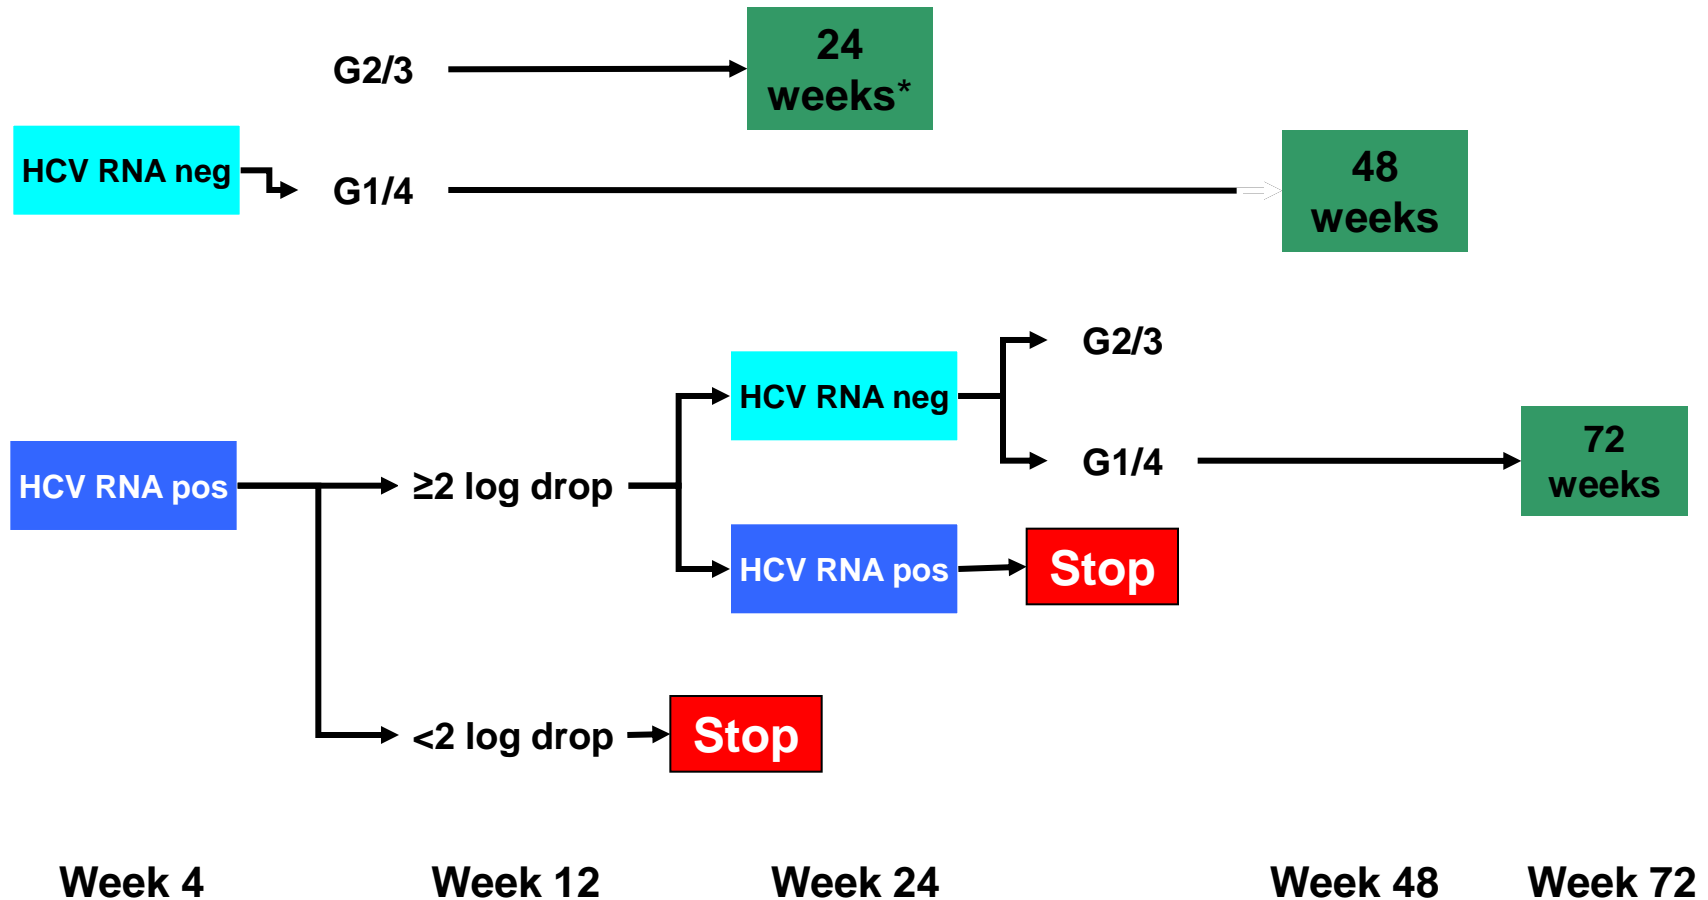 G2/3
24
weeks*
HCV RNA neg
G1/4
48
weeks
G2/3
HCV RNA neg
G1/4
72
weeks
HCV RNA pos
≥2 log drop
HCV RNA pos
Stop
<2 log drop
Stop
Week 4
Week 12
Week 24
Week 48
Week 72